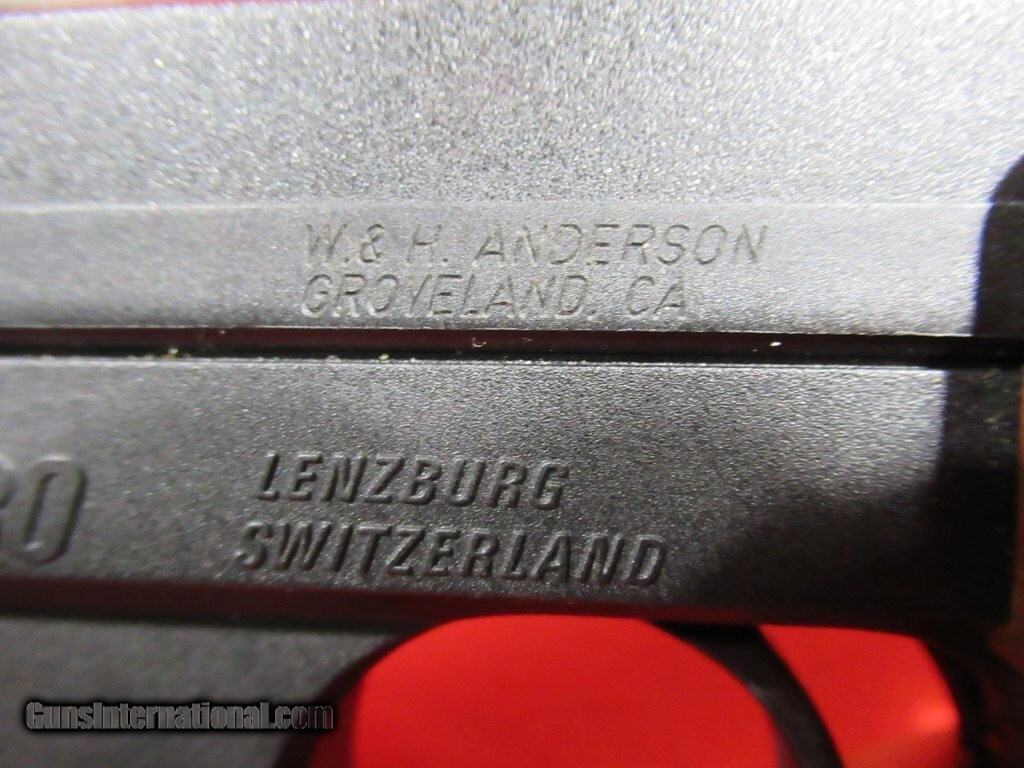 W. & H. ANDERSON
GROVELAND, CA
LENZBURG
SWITZERLAND
GunsInternational.com